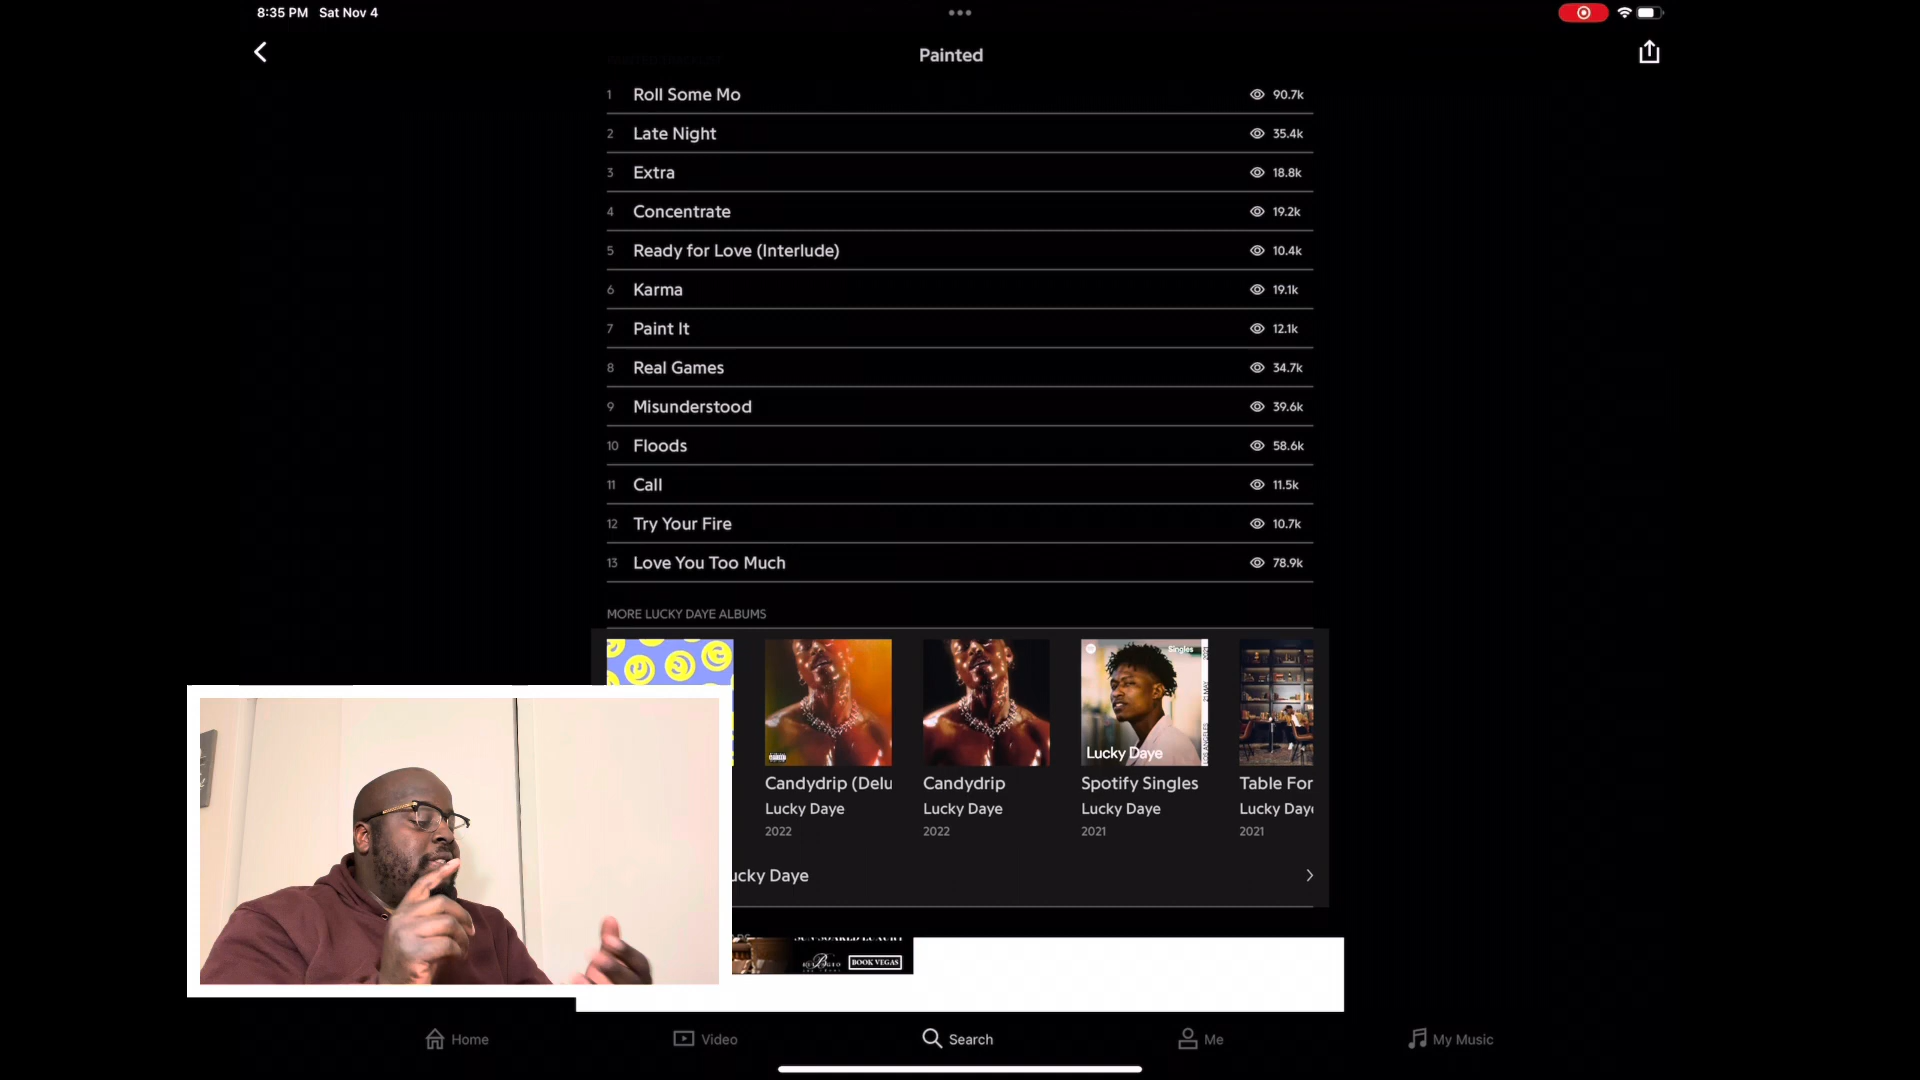 8:35 PM Sat Nov 4
Painted
1 Roll Some Mo 90.7k
2 Late Night 35.4k
3 Extra 18.8k
4 Concentrate 19.2k
5 Ready for Love (Interlude) 10.4k
6 Karma 19.1k
7 Paint It 12.1k
8 Real Games 34.7k
9 Misunderstood 39.6k
10 Floods 58.6k
11 Call 11.5k
12 Try Your Fire 10.7k
13 Love You Too Much 78.9k
MORE LUCKY DAYE ALBUMS
Singles
Lucky Daye
Candydrip (Delu Candydrip Spotify Singles Table For
Lucky Daye Lucky Daye Lucky Daye Lucky Daye
2022 2022 2021 2021
ucky Daye
BOOK VEGAS
Home Video Search Me My Music